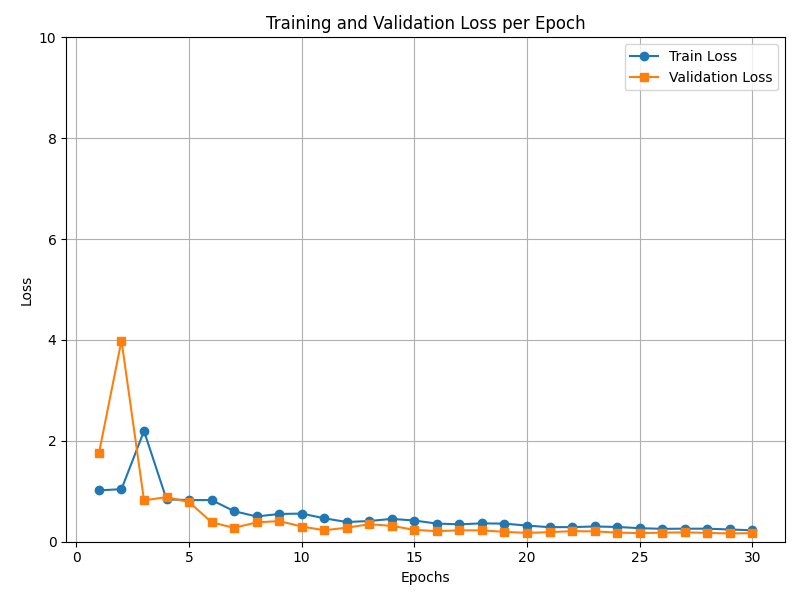 Training and Validation Loss per Epoch
Train Loss
Validation Loss
10
8
6
4
2
0
Loss
0 5 10 15 20 25 30
Epochs